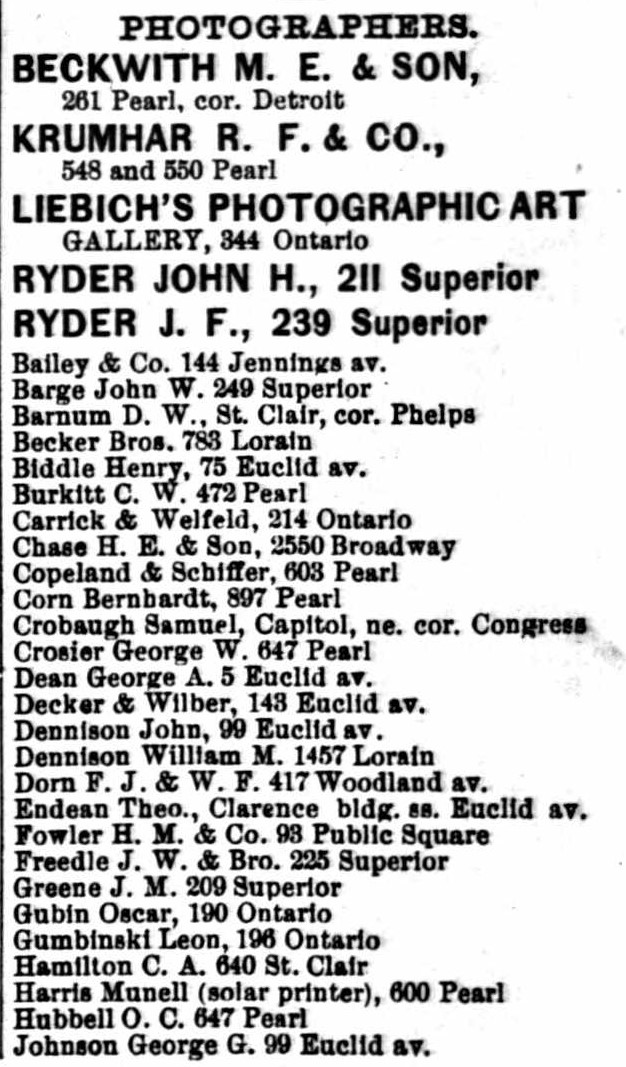 PHOTOGRAPHERS.
BECKWITH M. E. & SON,
261 Pearl, cor. Detroit
KRUMHAR R. F. & CO.,
548 and 550 Pearl
LIEBICH'S PHOTOGRAPHIC ART
GALLERY, 344 Ontario
RYDER JOHN H., 211 Superior
RYDER J. F., 239 Superior
Bailey & Co. 144 Jennings av.
Barge John W. 249 Superior
Barnum D. W., St. Clair, cor. Phelps
Becker Bros. 783 Lorain
Biddle Henry, 75 Euclid av.
Burkitt C. W. 472 Pearl
Carrick & Welfeld, 214 Ontario
Chase H. E. & Son, 2550 Broadway
Copeland & Schiffer, 603 Pearl
Corn Bernhardt, 897 Pearl
Crobaugh Samuel, Capitol, ne. cor. Congress
Crosier George W. 647 Pearl
Dean George A. 5 Euclid av.
Decker & Wilber, 143 Euclid av.
Dennison John, 99 Euclid av.
Dennison William M. 1457 Lorain
Dorn F. J. & W. F. 417 Woodland av.
Endean Theo., Clarence bldg. ss. Euclid av.
Fowler H. M. & Co. 93 Public Square
Freedle J. W. & Bro. 225 Superior
Greene J. M. 209 Superior
Gubin Oscar, 190 Ontario
Gumbinski Leon, 196 Ontario
Hamilton C. A. 640 St. Clair
Harris Munell (solar printer), 600 Pearl
Hubbell O. C. 647 Pearl
Johnson George G. 99 Euclid av.